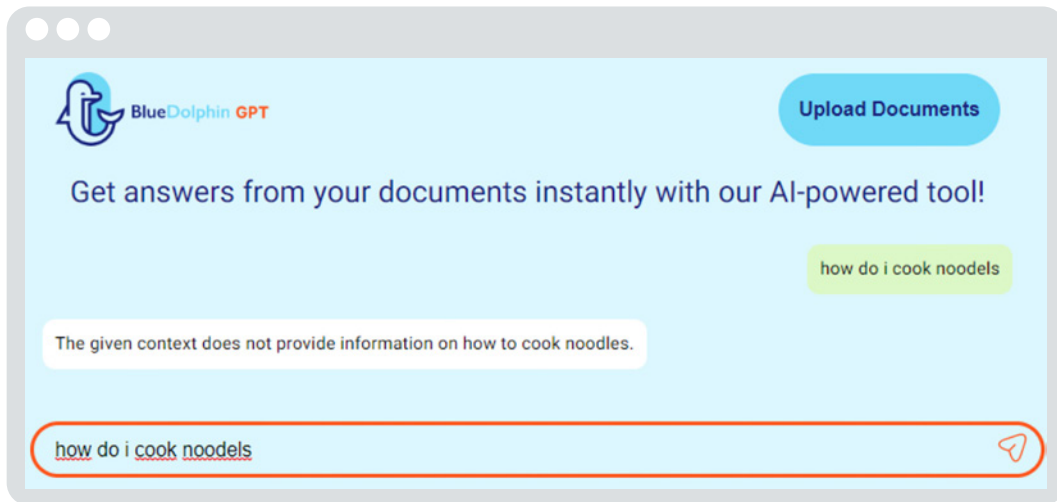 BlueDolphin GPT
Upload Documents
Get answers from your documents instantly with our AI-powered tool!
how do i cook noodels
The given context does not provide information on how to cook noodles.
how do i cook noodels